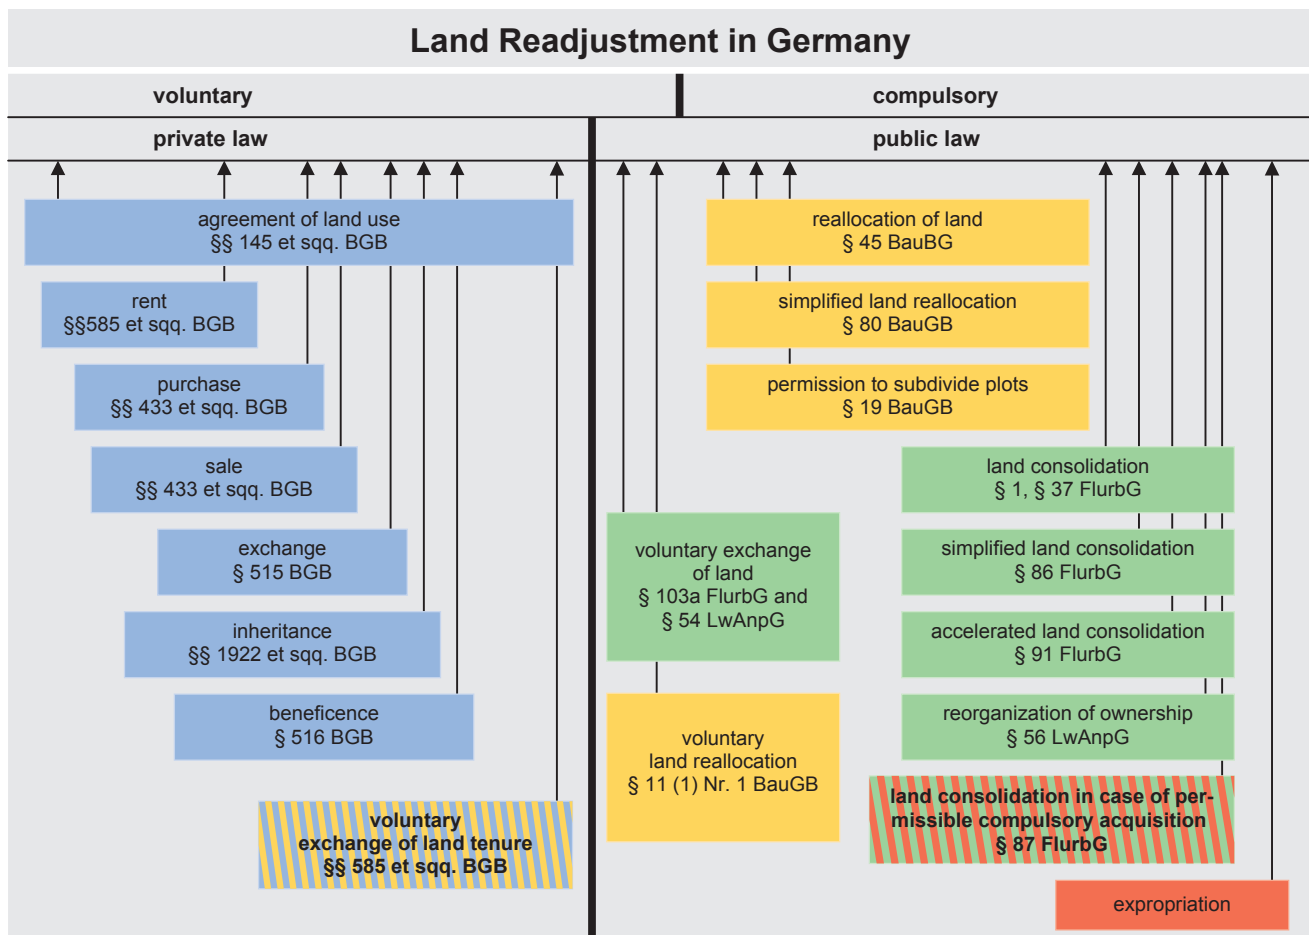 Land Readjustment in Germany
voluntary
compulsory
private law
public law
agreement of land use
§§ 145 et sqq. BGB
rent
§§585 et sqq. BGB
purchase
§§ 433 et sqq. BGB
sale
§§ 433 et sqq. BGB
exchange
§ 515 BGB
inheritance
§§ 1922 et sqq. BGB
beneficence
§ 516 BGB
voluntary
exchange of land tenure
§§ 585 et sqq. BGB
voluntary exchange
of land
§ 103a FlurbG and
§ 54 LwAnpG
voluntary
land reallocation
§ 11 (1) Nr. 1 BauGB
reallocation of land
§ 45 BauBG
simplified land reallocation
§ 80 BauGB
permission to subdivide plots
§ 19 BauGB
land consolidation
§ 1, § 37 FlurbG
simplified land consolidation
§ 86 FlurbG
accelerated land consolidation
§ 91 FlurbG
reorganization of ownership
§ 56 LwAnpG
land consolidation in case of per-
missible compulsory acquisition
§ 87 FlurbG
expropriation